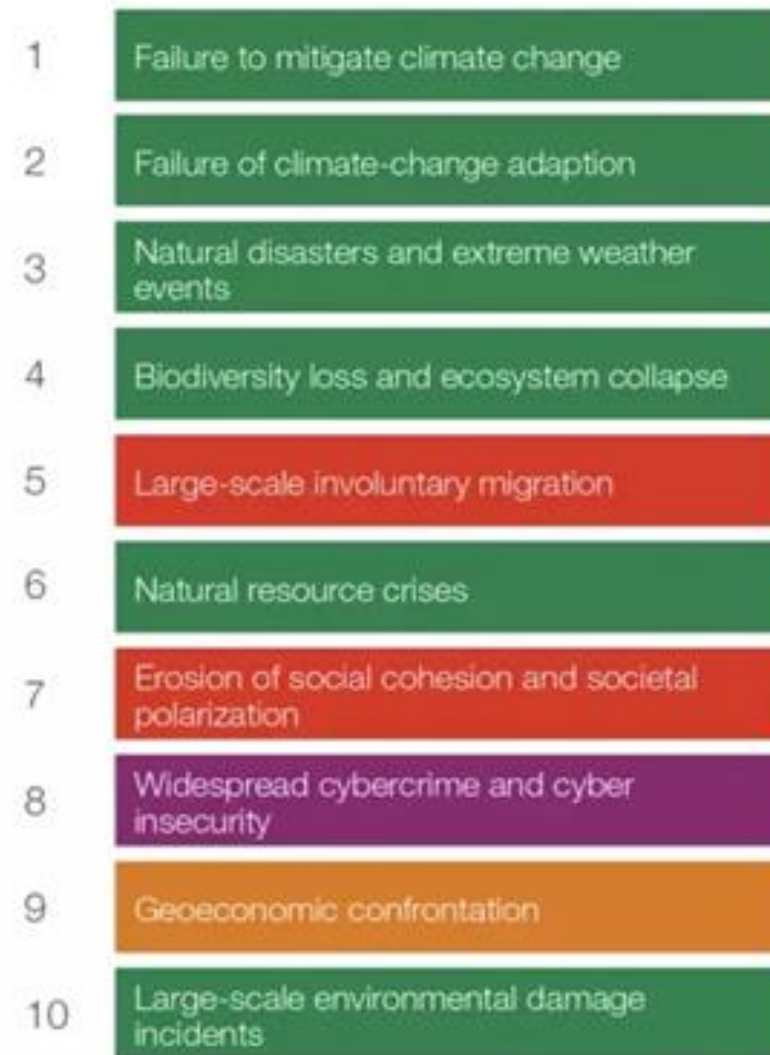 1
Failure to mitigate climate change
2
Failure of climate-change adaption
3
Natural disasters and extreme weather
events
4
Biodiversity loss and ecosystem collapse
5
Large-scale involuntary migration
6
Natural resource crises
7
Erosion of social cohesion and societal
polarization
8
Widespread cybercrime and cyber
insecurity
9
Geoeconomic confrontation
10
Large-scale environmental damage
incidents